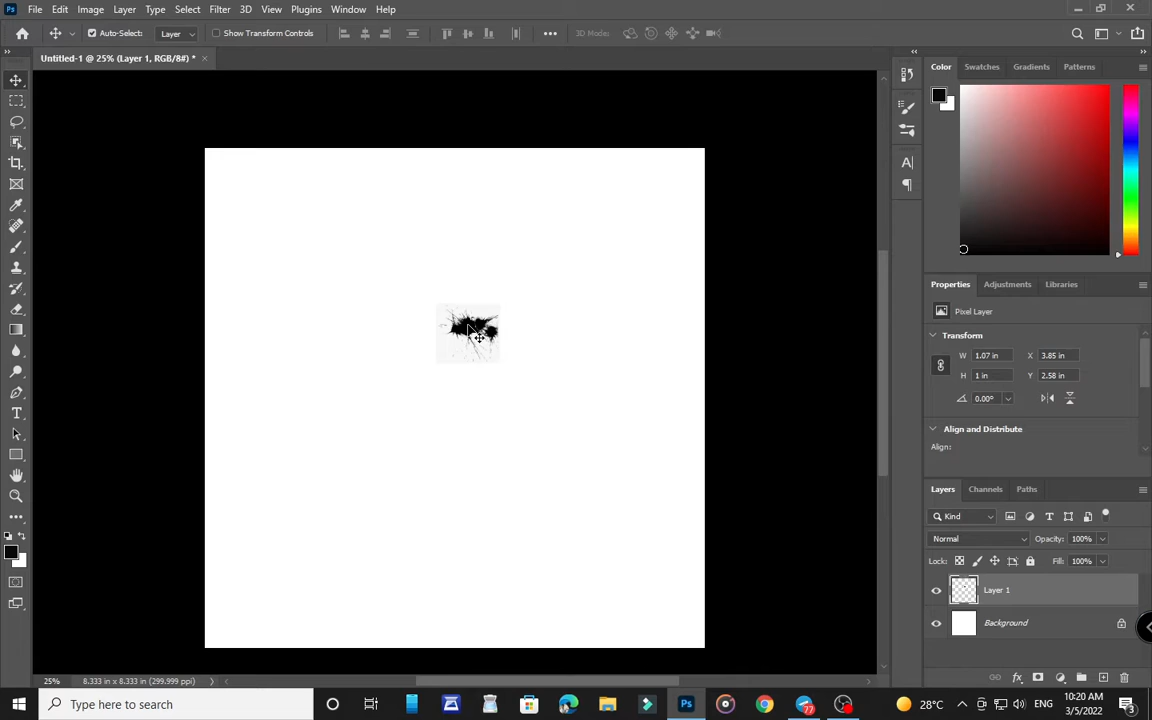 Ps File Edit Image Layer Type Select Filter 3D View Plugins Window Help
Auto-Select: Layer Show Transform Controls 3D Mode:
Untitled-1 @ 25% (Layer 1, RGB/8#) *
Color Swatches Gradients Patterns
Properties Adjustments Libraries
Pixel Layer
Transform
W 1.07 in X 3.85 in
H 1 in Y 2.58 in
0.00°
Align and Distribute
Align:
Layers Channels Paths
Kind
Normal Opacity: 100%
Lock: Fill: 100%
Layer 1
Background
25% 8.333 in x 8.333 in (299.999 ppi)
Type here to search
Ps
77
28°C
10:20 AM
3/5/2022
3